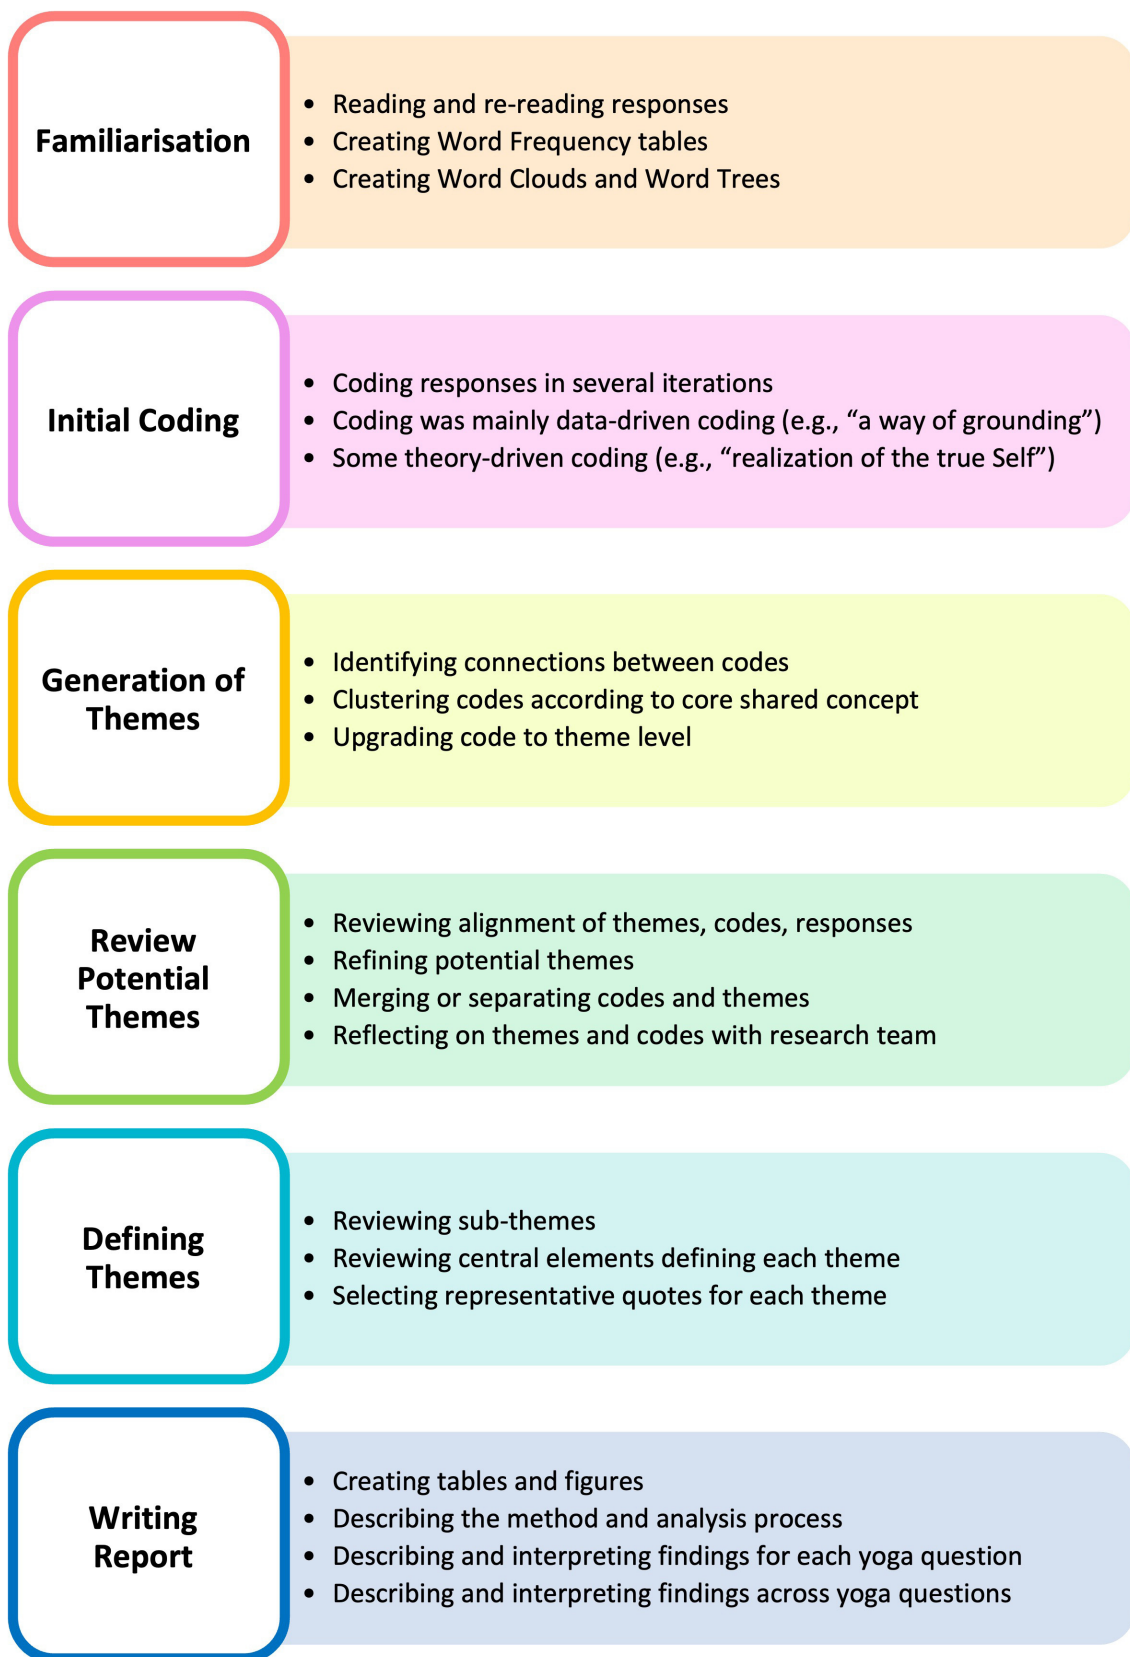 Familiarisation
• Reading and re-reading responses
• Creating Word Frequency tables
• Creating Word Clouds and Word Trees
Initial Coding
• Coding responses in several iterations
• Coding was mainly data-driven coding (e.g., “a way of grounding”)
• Some theory-driven coding (e.g., “realization of the true Self”)
Generation of
Themes
• Identifying connections between codes
• Clustering codes according to core shared concept
• Upgrading code to theme level
Review
Potential
Themes
• Reviewing alignment of themes, codes, responses
• Refining potential themes
• Merging or separating codes and themes
• Reflecting on themes and codes with research team
Defining
Themes
• Reviewing sub-themes
• Reviewing central elements defining each theme
• Selecting representative quotes for each theme
Writing
Report
• Creating tables and figures
• Describing the method and analysis process
• Describing and interpreting findings for each yoga question
• Describing and interpreting findings across yoga questions